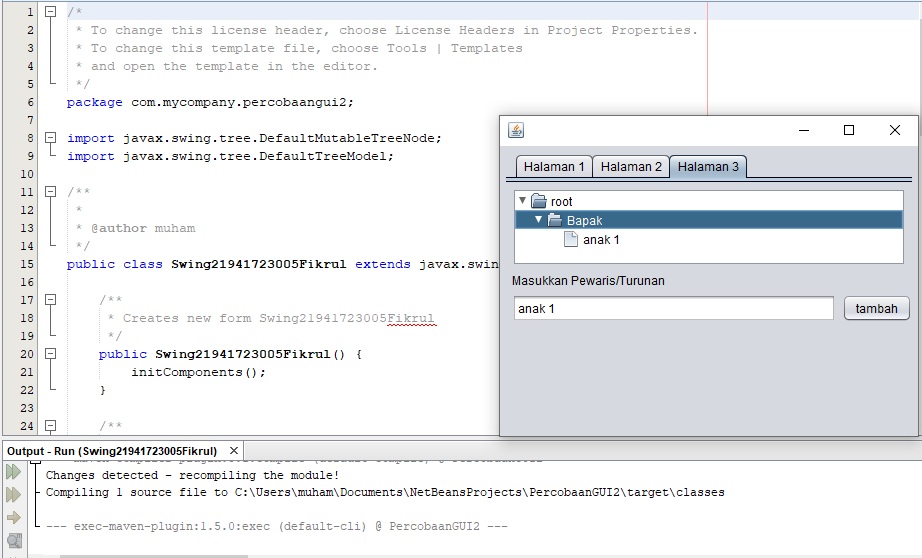 1 /*
2 * To change this license header, choose License Headers in Project Properties.
3 * To change this template file, choose Tools | Templates
4 * and open the template in the editor.
5 */
6 package com.mycompany.percobaangui2;
7
8 import javax.swing.tree.DefaultMutableTreeNode;
9 import javax.swing.tree.DefaultTreeModel;
10
11 /**
12 *
13 * @author muham
14 */
15 public class Swing21941723005Fikrul extends javax.swin
16
17 /**
18 * Creates new form Swing21941723005Fikrul
19 */
20 public Swing21941723005Fikrul() {
21 initComponents();
22 }
23
24 /**
Halaman 1 Halaman 2 Halaman 3
root
Bapak
anak 1
Masukkan Pewaris/Turunan
anak 1 tambah
Output - Run (Swing21941723005Fikrul)
Changes detected - recompiling the module!
Compiling 1 source file to C:\Users\muham\Documents\NetBeansProjects\PercobaanGUI2\target\classes
--- exec-maven-plugin:1.5.0:exec (default-cli) @ PercobaanGUI2 ---